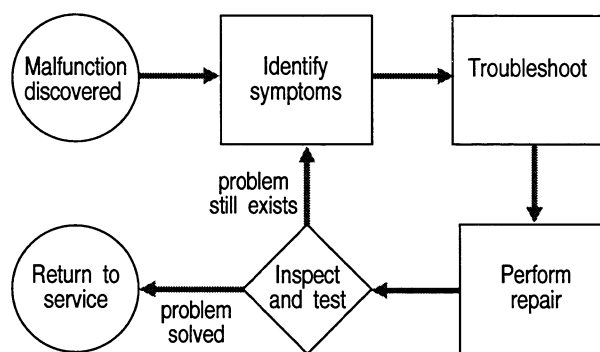 Malfunction
discovered
Identify
symptoms
Troubleshoot
problem
still exists
Return to
service
problem
solved
Inspect
and test
Perform
repair